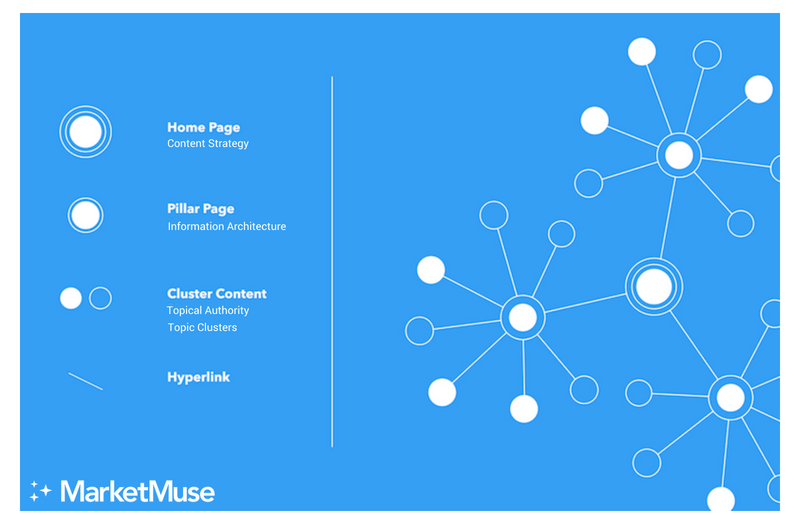 Home Page
Content Strategy
Pillar Page
Information Architecture
Cluster Content
Topical Authority
Topic Clusters
Hyperlink
MarketMuse